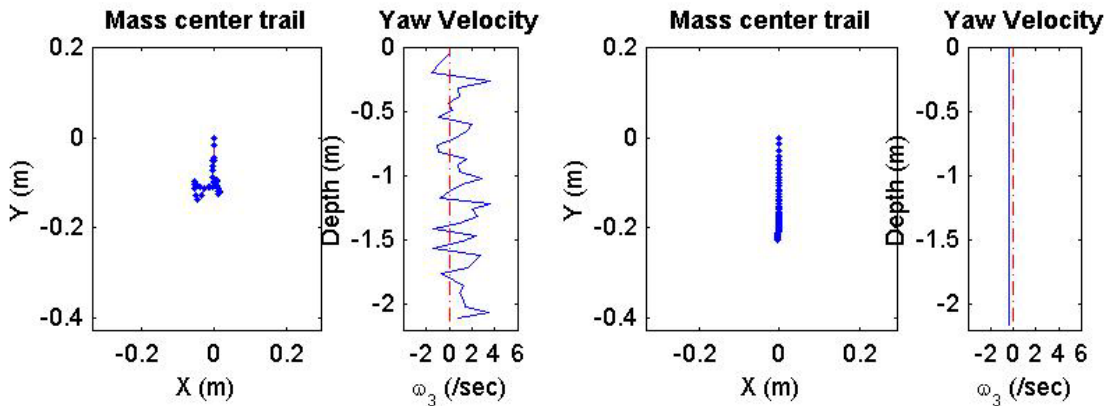 Mass center trail
Yaw Velocity
Mass center trail
Yaw Velocity
0.2
0
-0.2
-0.4
Y (m)
-0.2
0
0.2
X (m)
0
-0.5
-1
-1.5
-2
Depth (m)
-4 -2 0 2 4 6
ω3 (/sec)
0.2
0
-0.2
-0.4
Y (m)
-0.2
0
0.2
X (m)
0
-0.5
-1
-1.5
-2
Depth (m)
-4 -2 0 2 4 6
ω3 (/sec)